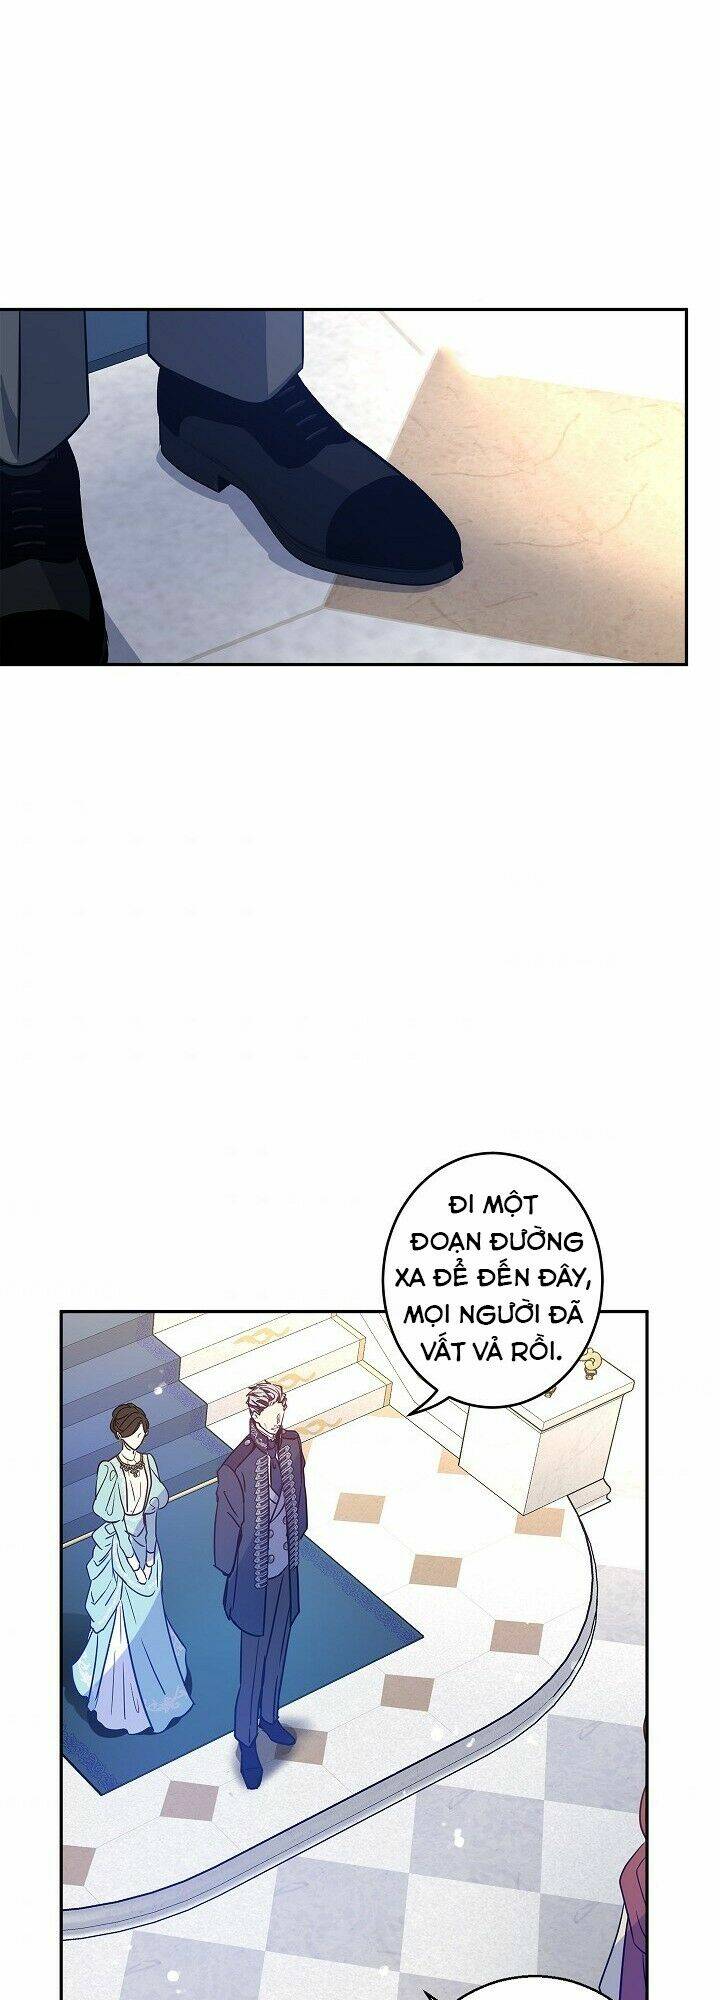 ĐI MỘT
ĐOẠN ĐƯỜNG
XA ĐỂ ĐẾN ĐÂY,
MỌI NGƯỜI ĐÃ
VẤT VẢ RỒI.